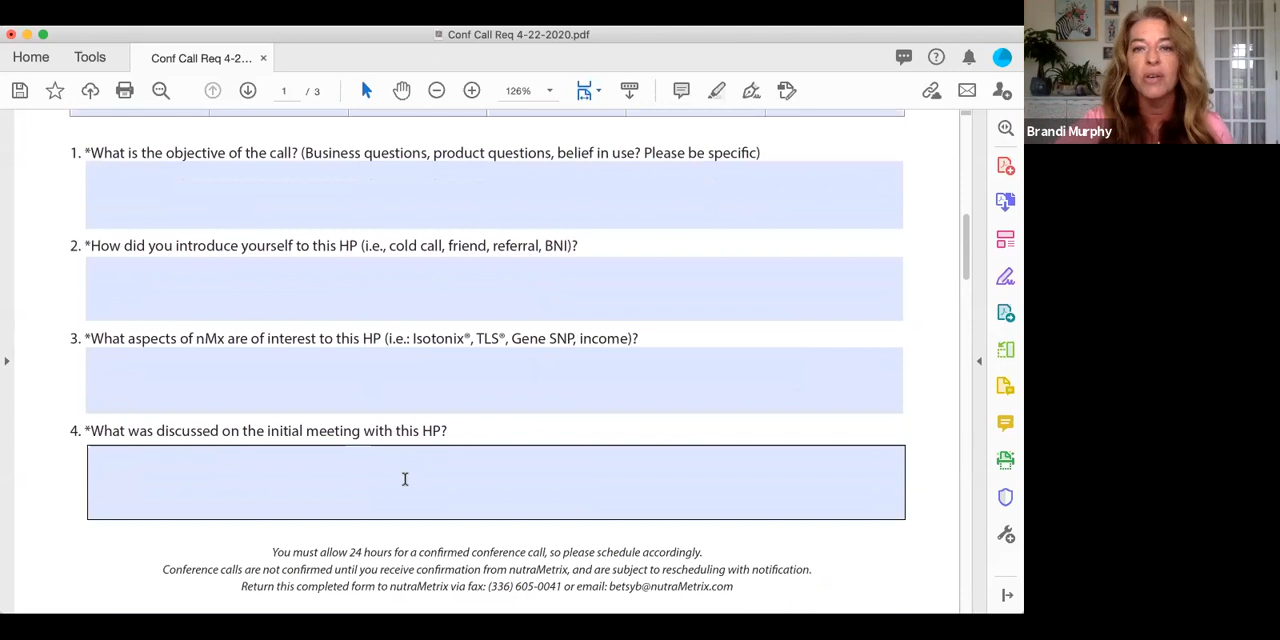 Conf Call Req 4-22-2020.pdf
Home
Tools
Conf Call Req 4-2...
1 / 3
126%
Brandi Murphy
1. *What is the objective of the call? (Business questions, product questions, belief in use? Please be specific)
2. *How did you introduce yourself to this HP (i.e., cold call, friend, referral, BNI)?
3. *What aspects of nMx are of interest to this HP (i.e.: Isotonix®, TLS®, Gene SNP, income)?
4. *What was discussed on the initial meeting with this HP?
You must allow 24 hours for a confirmed conference call, so please schedule accordingly.
Conference calls are not confirmed until you receive confirmation from nutraMetrix, and are subject to rescheduling with notification.
Return this completed form to nutraMetrix via fax: (336) 605-0041 or email: betsyb@nutraMetrix.com